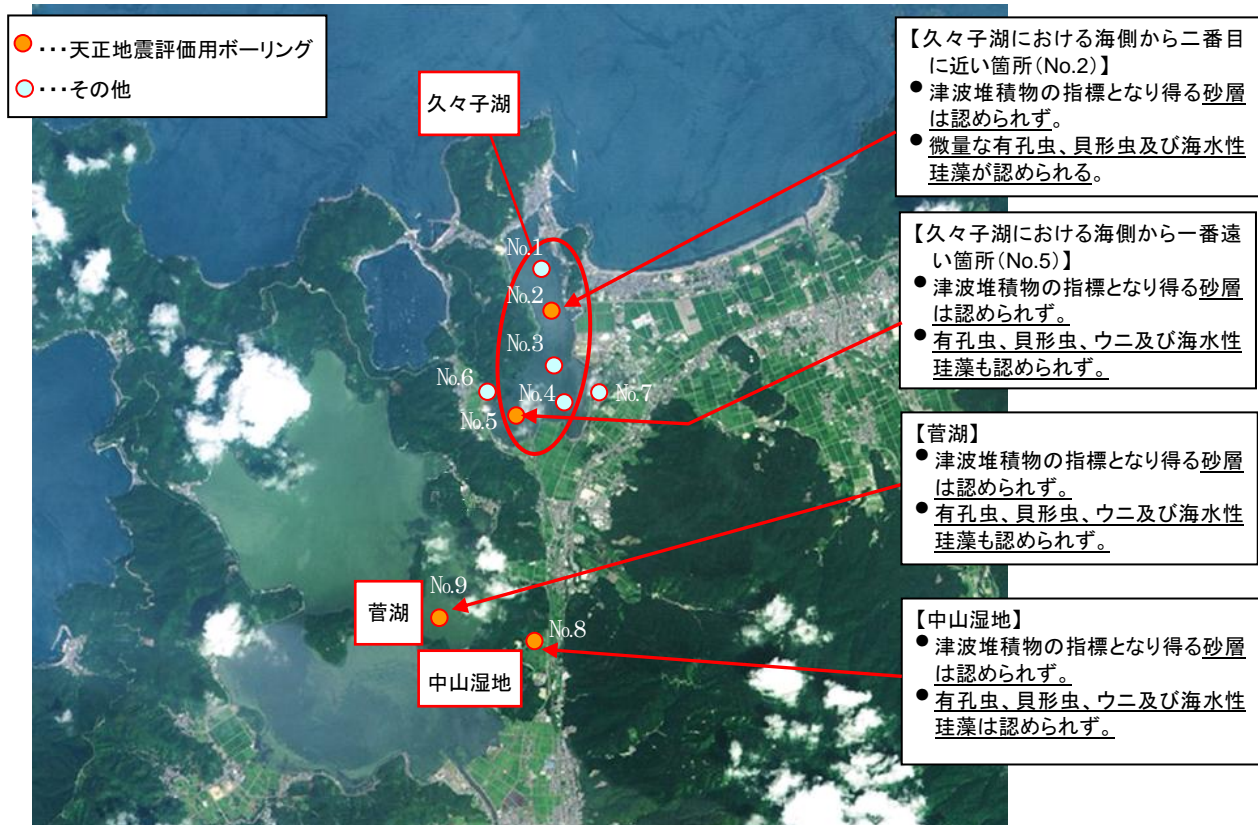 ･･･天正地震評価用ボーリング
･･･その他
久々子湖
No.1
No.2
No.3
No.6
No.4
No.7
No.5
No.9
菅湖
No.8
中山湿地
【久々子湖における海側から二番目
に近い箇所(No.2)】
● 津波堆積物の指標となり得る砂層
は認められず。
● 微量な有孔虫、貝形虫及び海水性
珪藻が認められる。
【久々子湖における海側から一番遠
い箇所(No.5)】
● 津波堆積物の指標となり得る砂層
は認められず。
● 有孔虫、貝形虫、ウニ及び海水性
珪藻も認められず。
【菅湖】
● 津波堆積物の指標となり得る砂層
は認められず。
● 有孔虫、貝形虫、ウニ及び海水性
珪藻も認められず。
【中山湿地】
● 津波堆積物の指標となり得る砂層
は認められず。
● 有孔虫、貝形虫、ウニ及び海水性
珪藻は認められず。